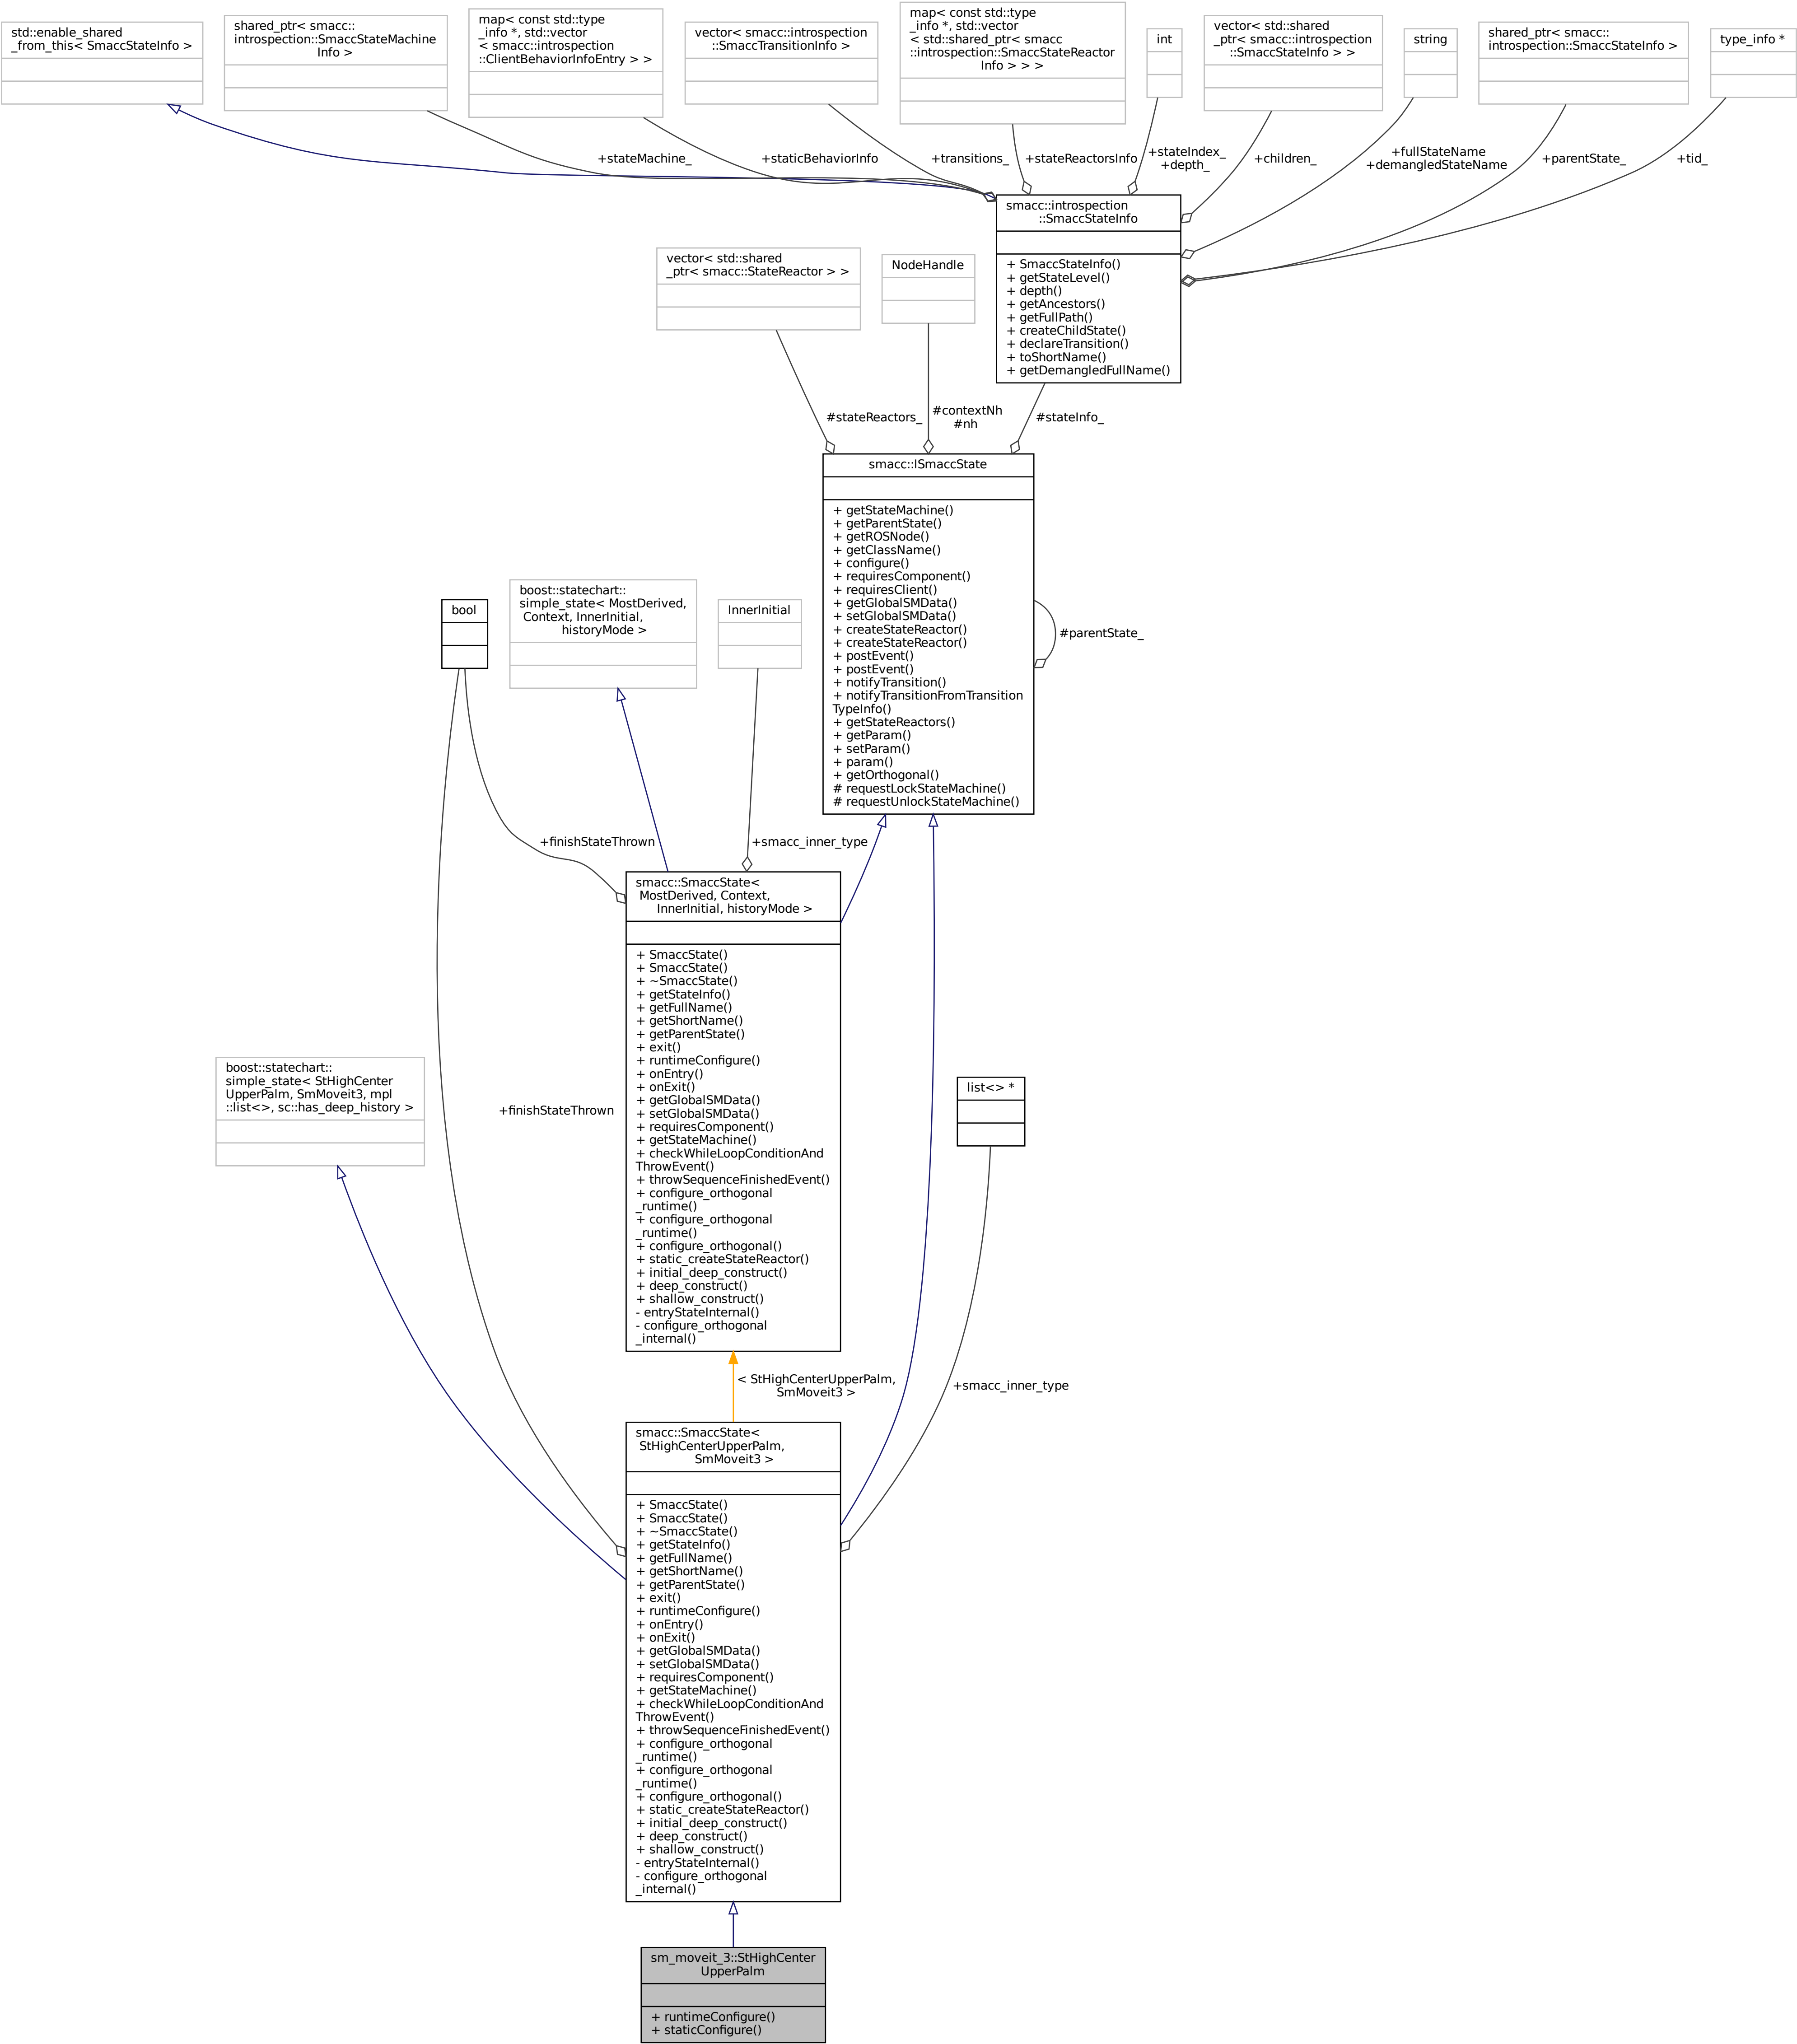 std::enable_shared
_from_this< SmaccStateInfo >
shared_ptr< smacc::
introspection::SmaccStateMachine
Info >
map< const std::type
_info *, std::vector
< smacc::introspection
::ClientBehaviorInfoEntry > >
vector< smacc::introspection
::SmaccTransitionInfo >
map< const std::type
_info *, std::vector
< std::shared_ptr< smacc
::introspection::SmaccStateReactor
Info > > >
int
vector< std::shared
_ptr< smacc::introspection
::SmaccStateInfo > >
string
shared_ptr< smacc::
introspection::SmaccStateInfo >
type_info *
+stateMachine_
+staticBehaviorInfo
+transitions_
+stateReactorsInfo
+stateIndex_
+depth_
+children_
+fullStateName
+demangledStateName
+parentState_
+tid_
smacc::introspection
::SmaccStateInfo
+ SmaccStateInfo()
+ getStateLevel()
+ depth()
+ getAncestors()
+ getFullPath()
+ createChildState()
+ declareTransition()
+ toShortName()
+ getDemangledFullName()
vector< std::shared
_ptr< smacc::StateReactor > >
NodeHandle
#stateReactors_
#contextNh
#nh
#stateInfo_
smacc::ISmaccState
+ getStateMachine()
+ getParentState()
+ getROSNode()
+ getClassName()
+ configure()
+ requiresComponent()
+ requiresClient()
+ getGlobalSMData()
+ setGlobalSMData()
+ createStateReactor()
+ createStateReactor()
+ postEvent()
+ postEvent()
+ notifyTransition()
+ notifyTransitionFromTransition
TypeInfo()
+ getStateReactors()
+ getParam()
+ setParam()
+ param()
+ getOrthogonal()
# requestLockStateMachine()
# requestUnlockStateMachine()
#parentState_
bool
boost::statechart::
simple_state< MostDerived,
Context, InnerInitial,
historyMode >
InnerInitial
+finishStateThrown
+smacc_inner_type
smacc::SmaccState<
MostDerived, Context,
InnerInitial, historyMode >
+ SmaccState()
+ SmaccState()
+ ~SmaccState()
+ getStateInfo()
+ getFullName()
+ getShortName()
+ getParentState()
+ exit()
+ runtimeConfigure()
+ onEntry()
+ onExit()
+ getGlobalSMData()
+ setGlobalSMData()
+ requiresComponent()
+ getStateMachine()
+ checkWhileLoopConditionAnd
ThrowEvent()
+ throwSequenceFinishedEvent()
+ configure_orthogonal
_runtime()
+ configure_orthogonal
_runtime()
+ configure_orthogonal()
+ static_createStateReactor()
+ initial_deep_construct()
+ deep_construct()
+ shallow_construct()
- entryStateInternal()
- configure_orthogonal
_internal()
boost::statechart::
simple_state< StHighCenter
UpperPalm, SmMoveit3, mpl
::list<>, sc::has_deep_history >
+finishStateThrown
list<> *
< StHighCenterUpperPalm,
SmMoveit3 >
+smacc_inner_type
smacc::SmaccState<
StHighCenterUpperPalm,
SmMoveit3 >
+ SmaccState()
+ SmaccState()
+ ~SmaccState()
+ getStateInfo()
+ getFullName()
+ getShortName()
+ getParentState()
+ exit()
+ runtimeConfigure()
+ onEntry()
+ onExit()
+ getGlobalSMData()
+ setGlobalSMData()
+ requiresComponent()
+ getStateMachine()
+ checkWhileLoopConditionAnd
ThrowEvent()
+ throwSequenceFinishedEvent()
+ configure_orthogonal
_runtime()
+ configure_orthogonal
_runtime()
+ configure_orthogonal()
+ static_createStateReactor()
+ initial_deep_construct()
+ deep_construct()
+ shallow_construct()
- entryStateInternal()
- configure_orthogonal
_internal()
sm_moveit_3::StHighCenter
UpperPalm
+ runtimeConfigure()
+ staticConfigure()